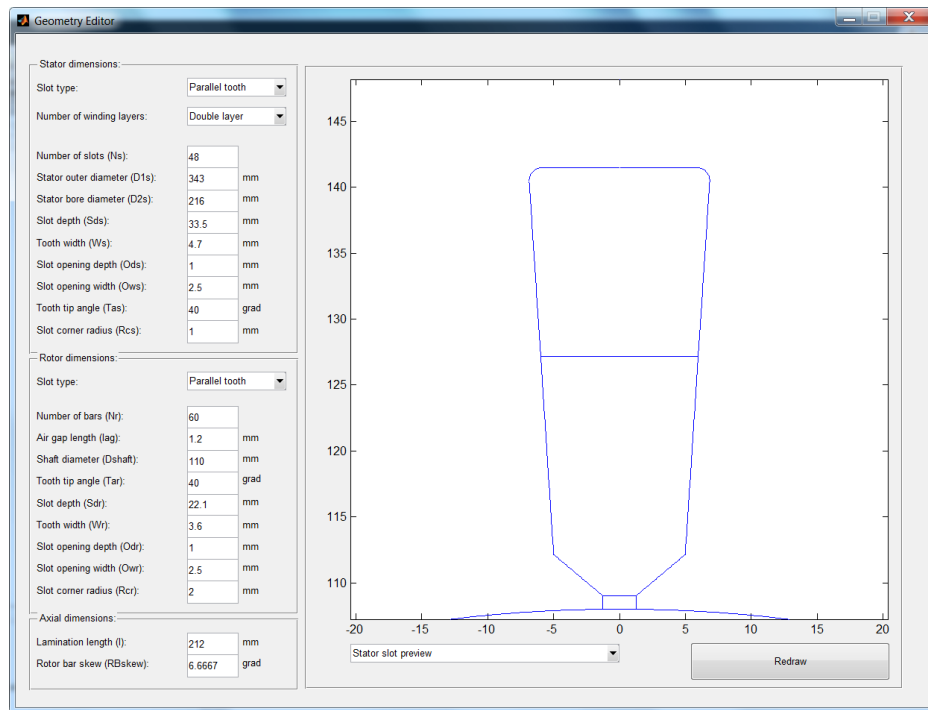 Geometry Editor
Stator dimensions:
Slot type: Parallel tooth
Number of winding layers: Double layer
Number of slots (Ns): 48
Stator outer diameter (D1s): 343 mm
Stator bore diameter (D2s): 216 mm
Slot depth (Sds): 33.5 mm
Tooth width (Ws): 4.7 mm
Slot opening depth (Ods): 1 mm
Slot opening width (Ows): 2.5 mm
Tooth tip angle (Tas): 40 grad
Slot corner radius (Rcs): 1 mm
Rotor dimensions:
Slot type: Parallel tooth
Number of bars (Nr): 60
Air gap length (lag): 1.2 mm
Shaft diameter (Dshaft): 110 mm
Tooth tip angle (Tar): 40 grad
Slot depth (Sdr): 22.1 mm
Tooth width (Wr): 3.6 mm
Slot opening depth (Odr): 1 mm
Slot opening width (Owr): 2.5 mm
Slot corner radius (Rcr): 2 mm
Axial dimensions:
Lamination length (l): 212 mm
Rotor bar skew (RBskew): 6.6667 grad
145
140
135
130
125
120
115
110
-20 -15 -10 -5 0 5 10 15 20
Stator slot preview
Redraw